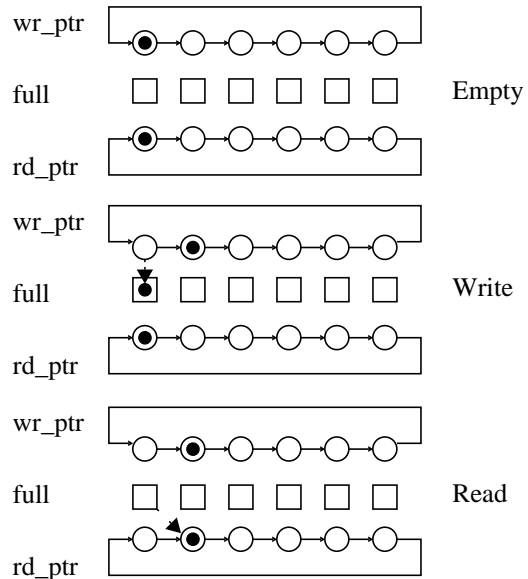 wr_ptr
full Empty
rd_ptr
wr_ptr
full Write
rd_ptr
wr_ptr
full Read
rd_ptr